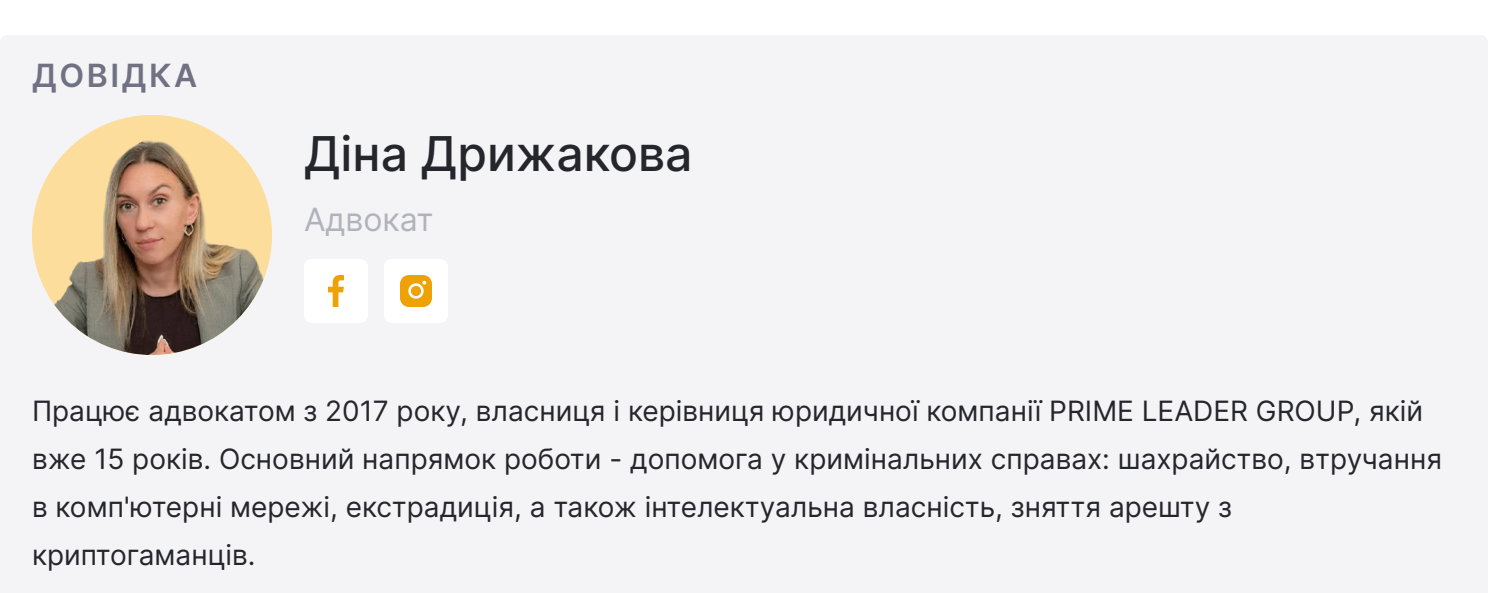 ДОВІДКА
Діна Дрижакова
Адвокат
Працює адвокатом з 2017 року, власниця і керівниця юридичної компанії PRIME LEADER GROUP, якій
вже 15 років. Основний напрямок роботи - допомога у кримінальних справах: шахрайство, втручання
в комп'ютерні мережі, екстрадиція, а також інтелектуальна власність, зняття арешту з
криптогаманців.